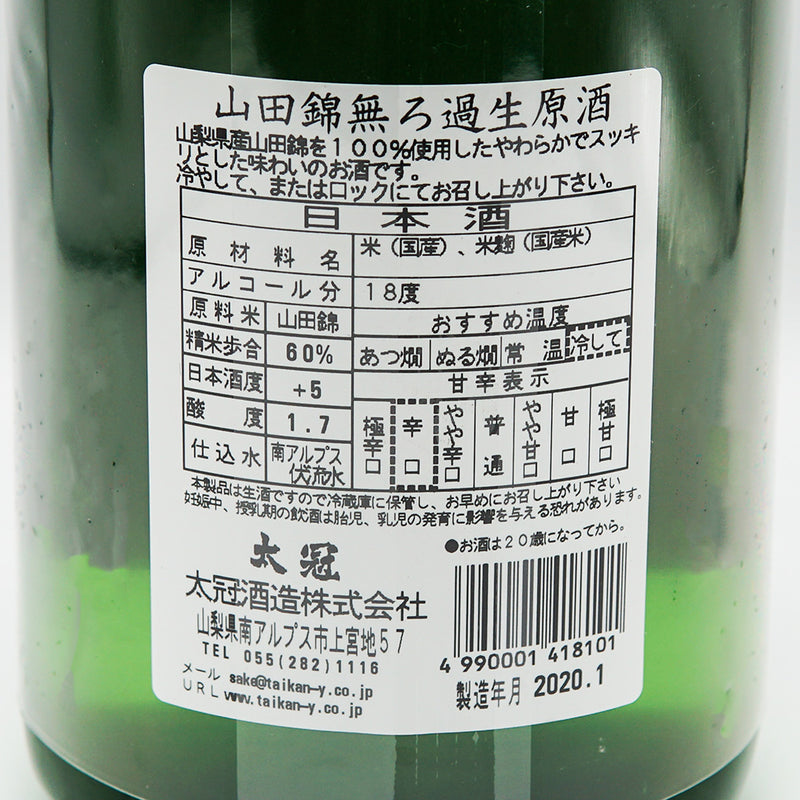 山田錦無ろ過生原酒
山梨県産山田錦を100%使用したやわらかでスッキ
リとした味わいのお酒です。
冷やして、またはロックにてお召し上がり下さい。
日本酒
原材料名 米(国産)、米麹(国産米)
アルコール分 18度
原料米 山田錦 おすすめ温度
精米歩合 60% あつ燗 ぬる燗 常温 冷して
日本酒度 +5 甘辛表示
酸度 1.7 極辛口 辛口 やや辛口 普通 やや甘口 甘口 極甘口
仕込水 南アルプス伏流水
本製品は生酒ですので冷蔵庫に保管し、お早めにお召し上がり下さい
妊娠中、授乳期の飲酒は胎児、乳児の発育に影響を与える恐れがあります。
●お酒は20歳になってから。
太冠
太冠酒造株式会社
山梨県南アルプス市上宮地57
TEL 055(282)1116
メール sake@taikan-y.co.jp
URL www.taikan-y.co.jp
4 990001 418101
製造年月 2020.1